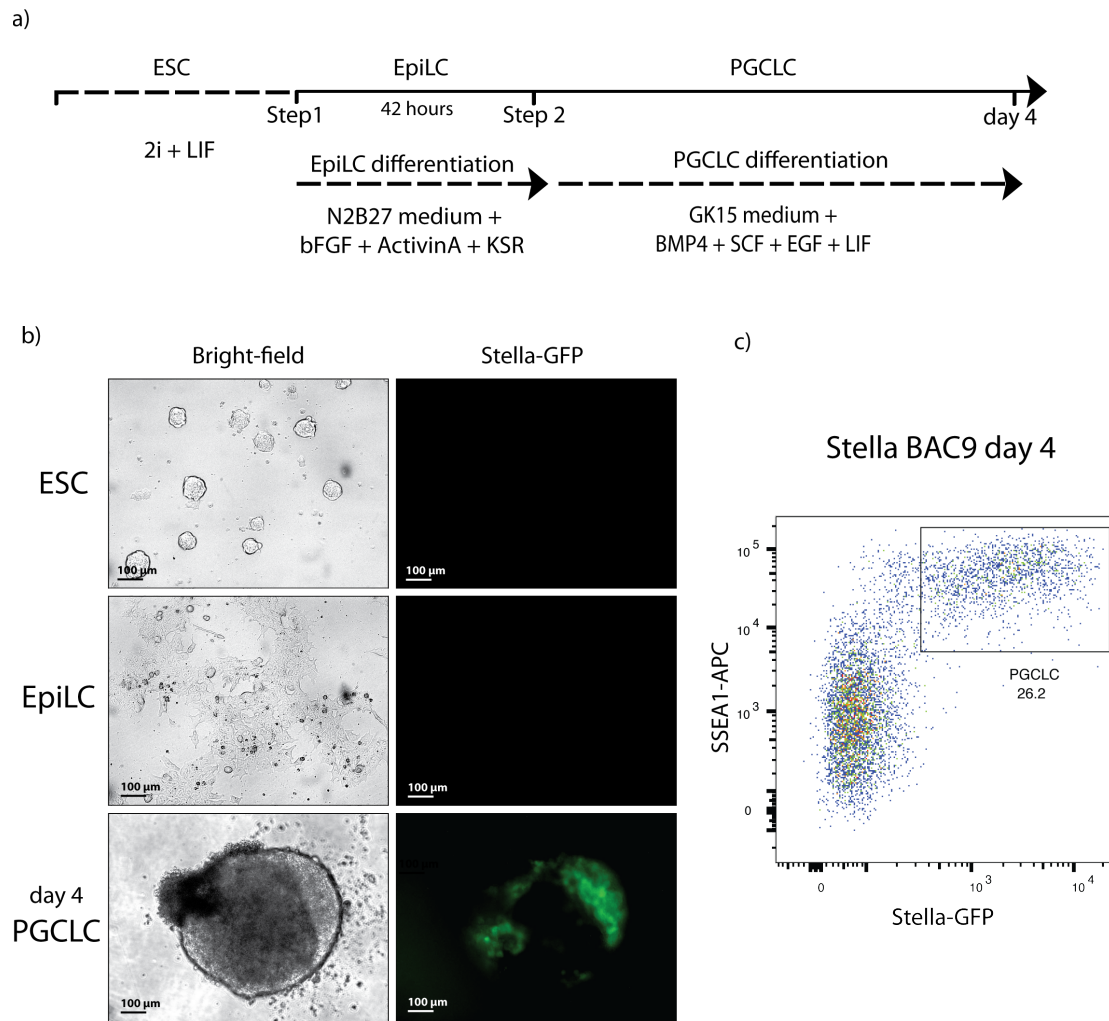 a)
ESC
EpiLC
PGCLC
Step1
42 hours
Step 2
day 4
2i + LIF
EpiLC differentiation
PGCLC differentiation
N2B27 medium +
bFGF + ActivinA + KSR
GK15 medium +
BMP4 + SCF + EGF + LIF
b)
Bright-field
Stella-GFP
ESC
100 µm
100 µm
EpiLC
100 µm
100 µm
day 4
PGCLC
100 µm
100 µm
100 µm
c)
Stella BAC9 day 4
SSEA1-APC
10^5
10^4
10^3
0
PGCLC
26.2
0
10^3
10^4
Stella-GFP